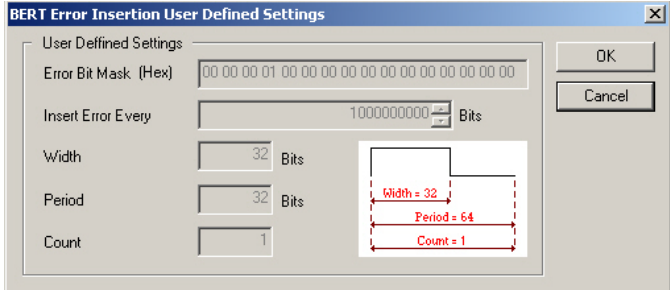 BERT Error Insertion User Defined Settings
User Deffined Settings
OK
Error Bit Mask (Hex) 00 00 00 01 00 00 00 00 00 00 00 00 00 00 00 00
Cancel
Insert Error Every 1000000000 Bits
Width 32 Bits
Period 32 Bits
Count 1
Width = 32
Period = 64
Count = 1